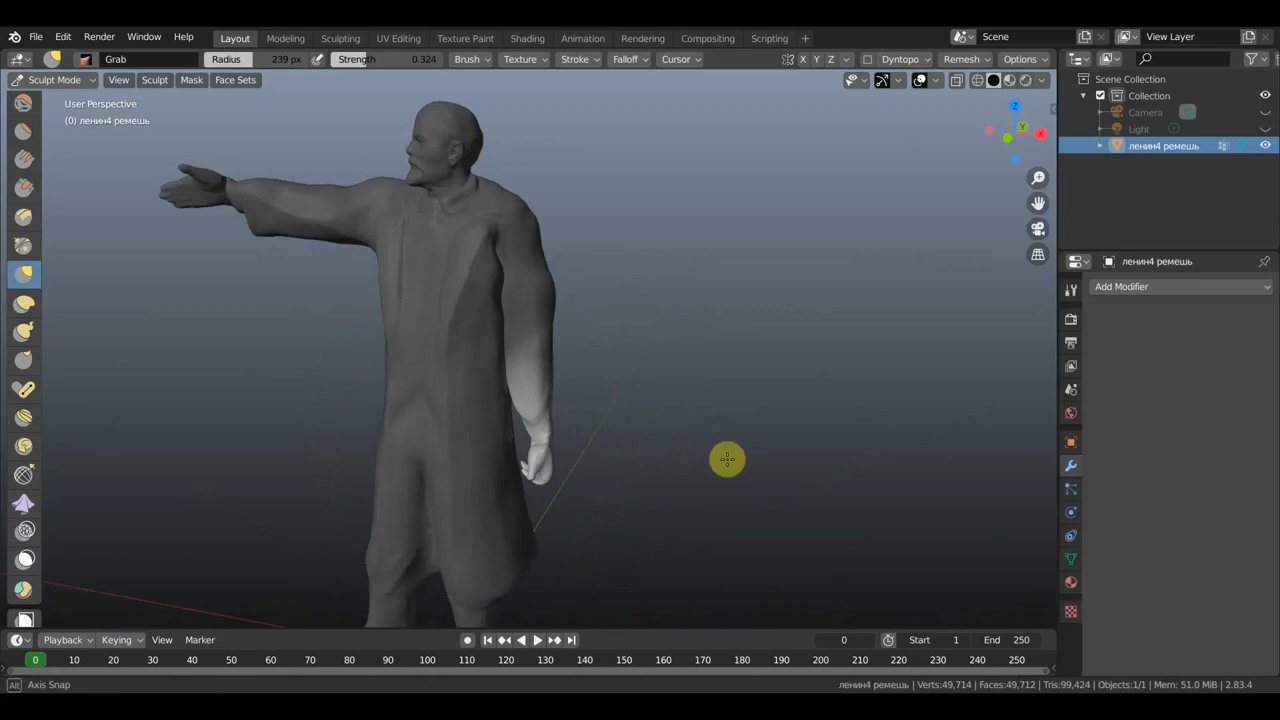 File Edit Render Window Help Layout Modeling Sculpting UV Editing Texture Paint Shading Animation Rendering Compositing Scripting + Scene View Layer
Grab Radius 239 px Strength 0.324 Brush Texture Stroke Falloff Cursor X Y Z Dyntopo Remesh Options
Sculpt Mode View Sculpt Mask Face Sets
Scene Collection
Collection
Camera
Light
ленин4 ремешь
User Perspective
(0) ленин4 ремешь
Z
Y
X
ленин4 ремешь
Add Modifier
Playback Keying View Marker 0 Start 1 End 250
0 10 20 30 40 50 60 70 80 90 100 110 120 130 140 150 160 170 180 190 200 210 220 230 240 250
Alt Axis Snap ленин4 ремешь | Verts:49,714 | Faces:49,712 | Tris:99,424 | Objects:1/1 | Mem: 51.0 MiB | 2.83.4